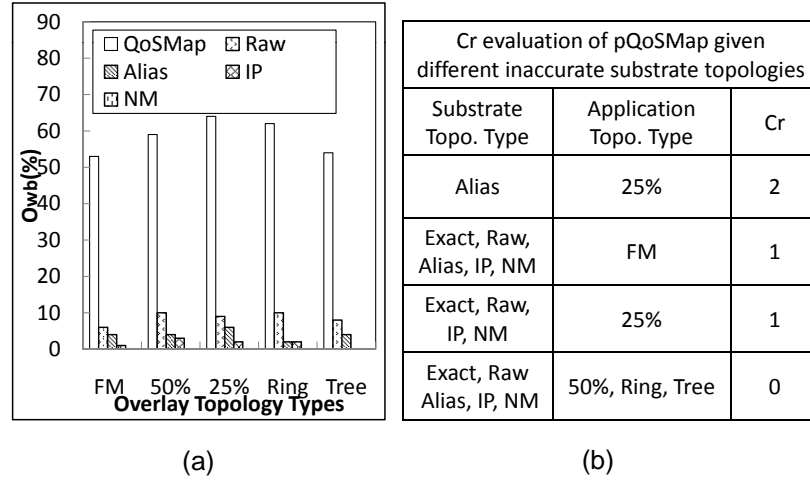 90
80
70
60
50
40
30
20
10
0
Owb(%)
QoSMap
Raw
Alias
IP
NM
FM 50% 25% Ring Tree
Overlay Topology Types
(a)
Cr evaluation of pQoSMap given
different inaccurate substrate topologies
Substrate
Topo. Type
Application
Topo. Type
Cr
Alias
25%
2
Exact, Raw,
Alias, IP, NM
FM
1
Exact, Raw,
IP, NM
25%
1
Exact, Raw
Alias, IP, NM
50%, Ring, Tree
0
(b)